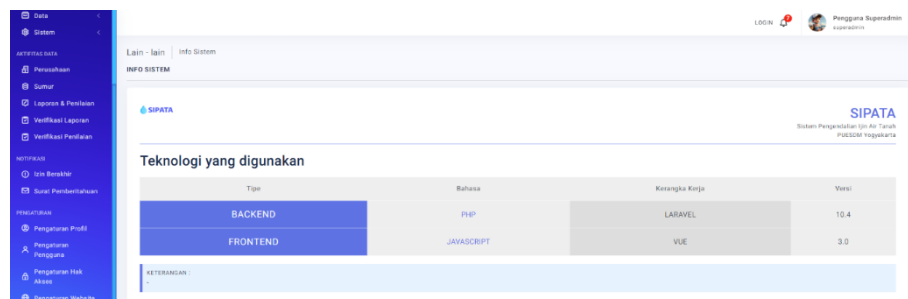 Data
Sistem
AKTIFITAS DATA
Perusahaan
Sumur
Laporan & Penilaian
Verifikasi Laporan
Verifikasi Penilaian
NOTIFIKASI
Izin Berakhir
Surat Pemberitahuan
PENGATURAN
Pengaturan Profil
Pengaturan
Pengguna
Pengaturan Hak
Akses
Pengaturan Website
LOGIN
Pengguna Superadmin
superadmin
Lain - lain Info Sistem
INFO SISTEM
SIPATA
SIPATA
Sistem Pengendalian Ijin Air Tanah
PUESDM Yogyakarta
Teknologi yang digunakan
Tipe Bahasa Kerangka Kerja Versi
BACKEND PHP LARAVEL 10.4
FRONTEND JAVASCRIPT VUE 3.0
KETERANGAN :
-